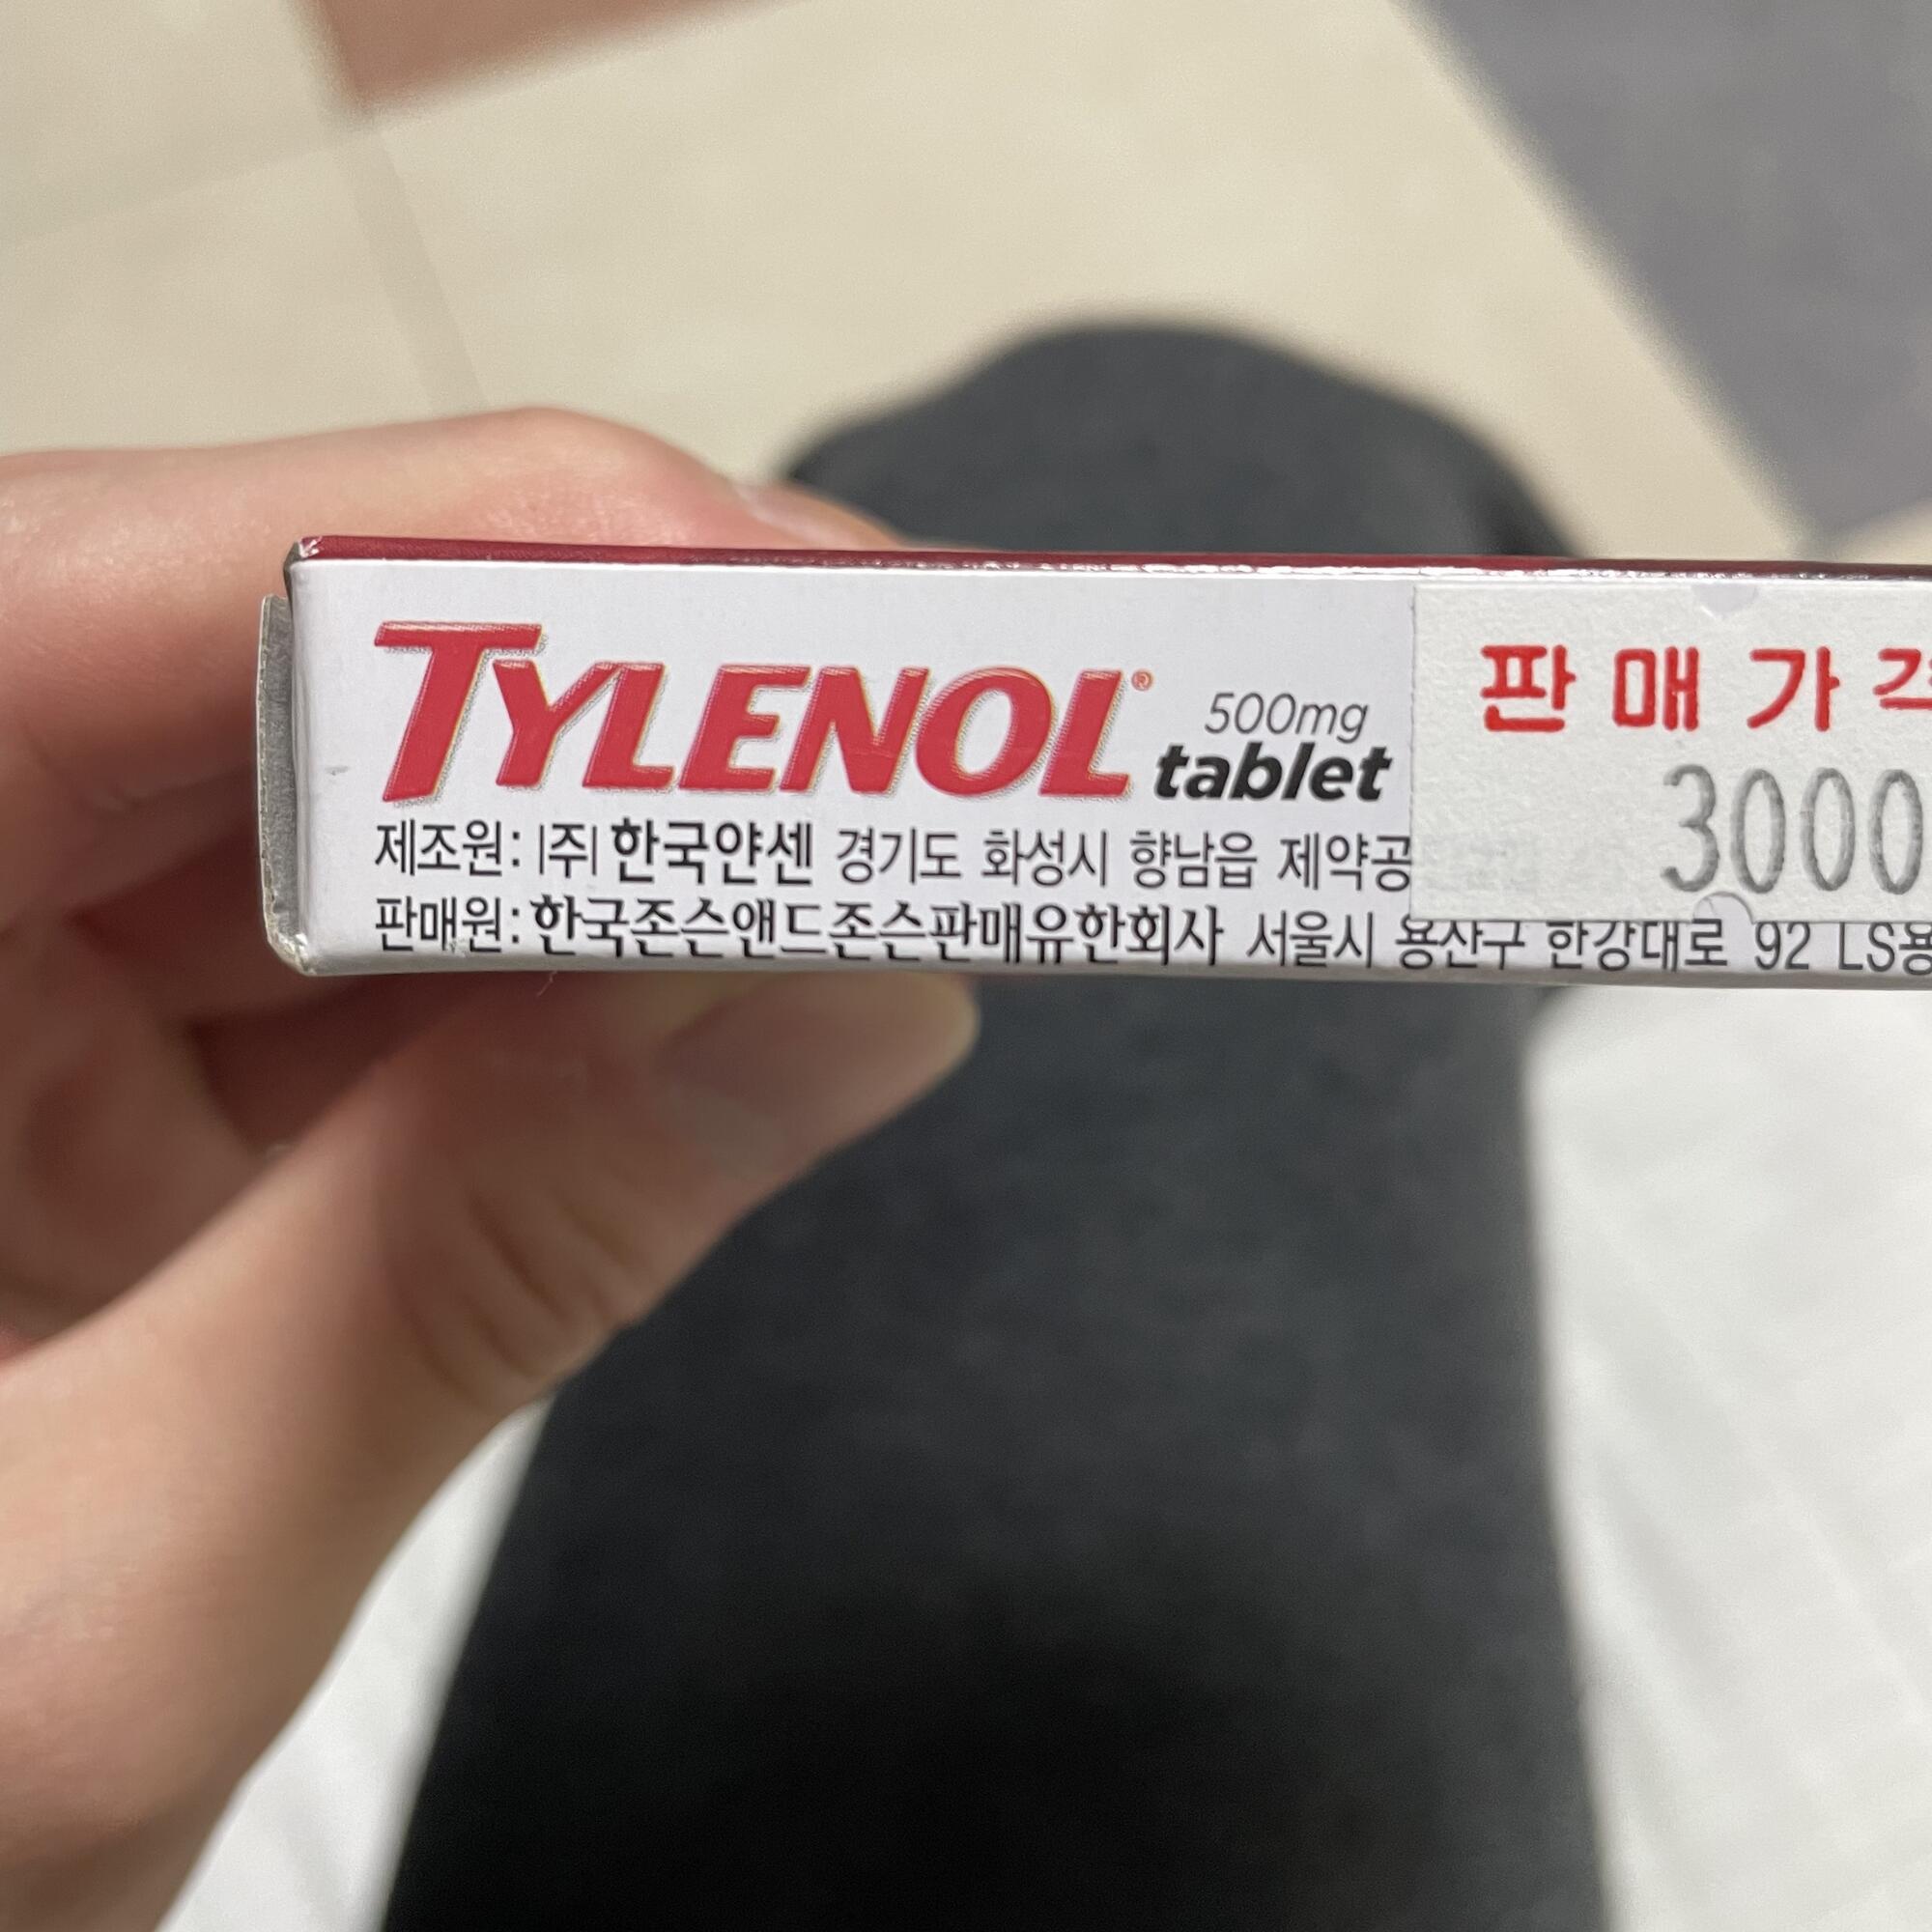 TYLENOL® 500mg tablet
판매가격
3000
제조원: |주| 한국얀센 경기도 화성시 향남읍 제약공
판매원: 한국존슨앤드존슨판매유한회사 서울시 용산구 한강대로 92 LS용